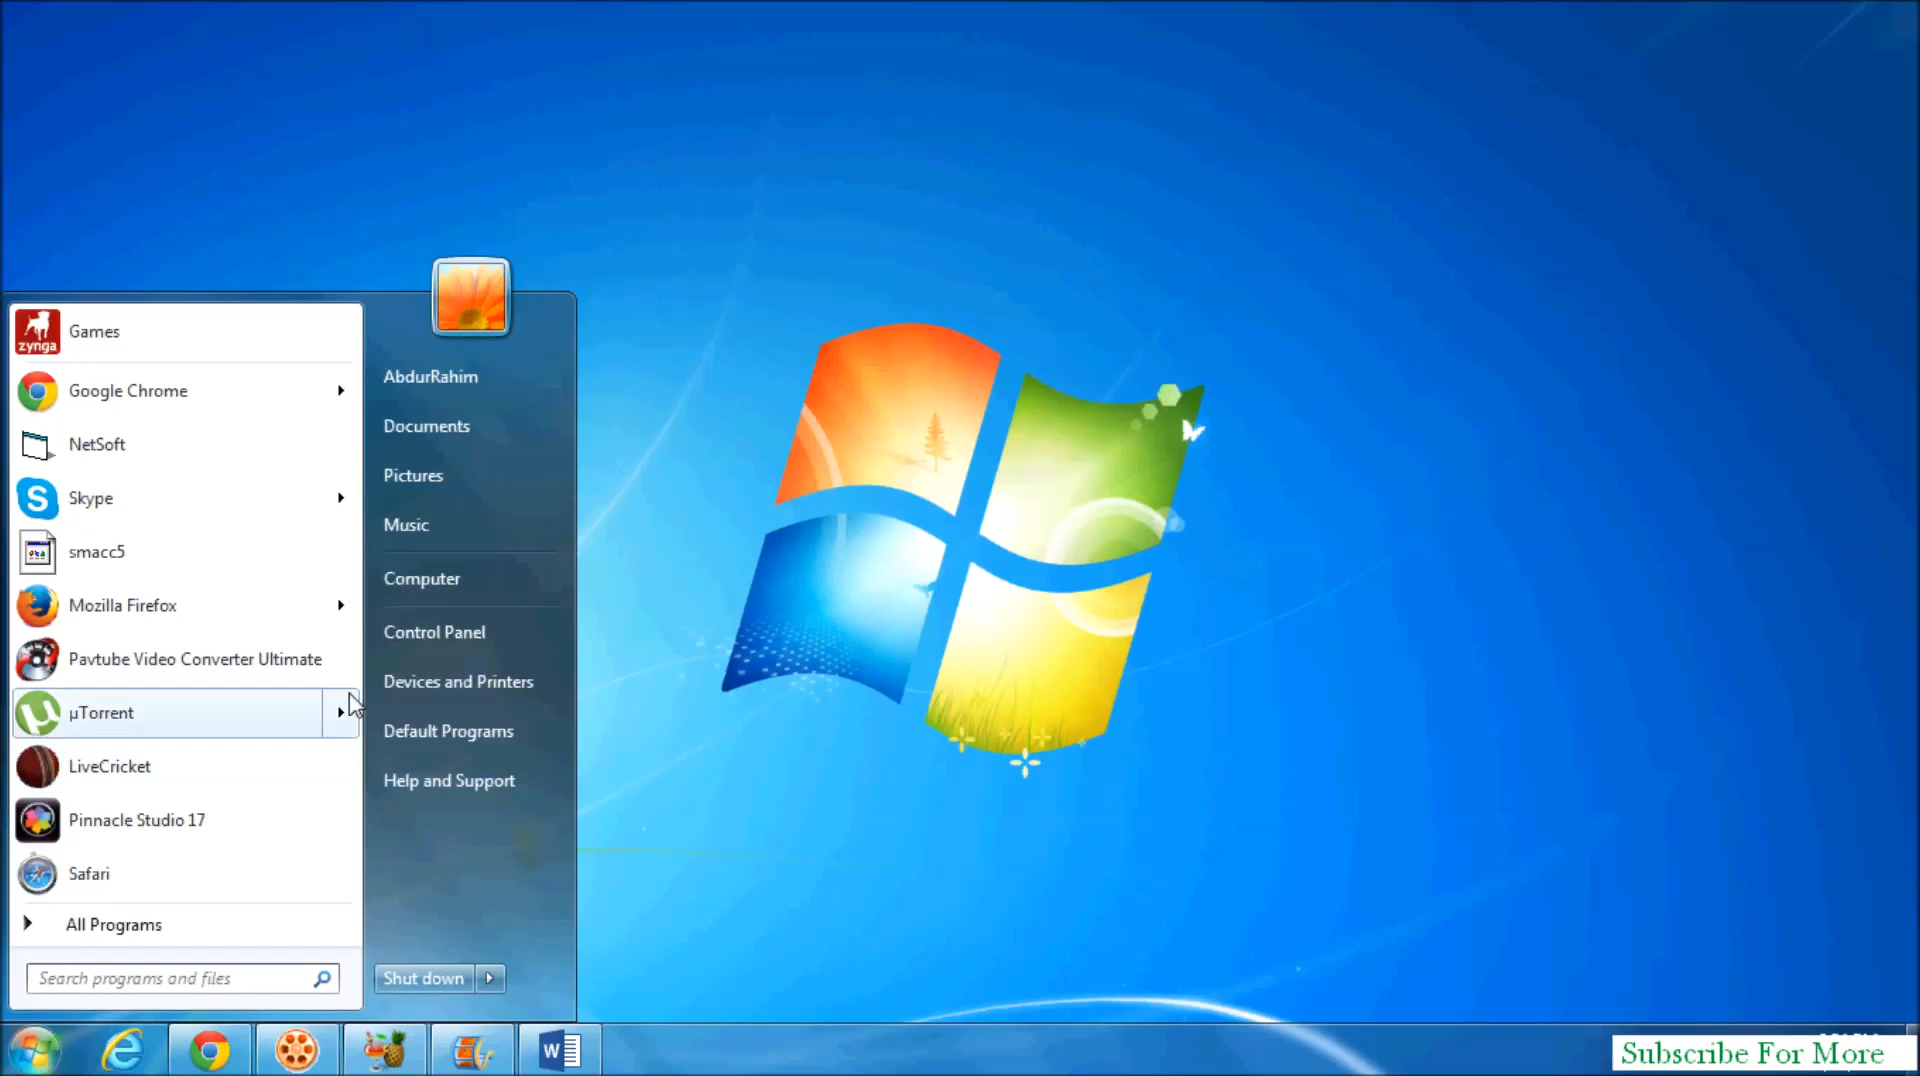 zynga
Games
Google Chrome
NetSoft
Skype
smacc5
Mozilla Firefox
Pavtube Video Converter Ultimate
µTorrent
LiveCricket
Pinnacle Studio 17
Safari
All Programs
Search programs and files
AbdurRahim
Documents
Pictures
Music
Computer
Control Panel
Devices and Printers
Default Programs
Help and Support
Shut down
W
Subscribe For More